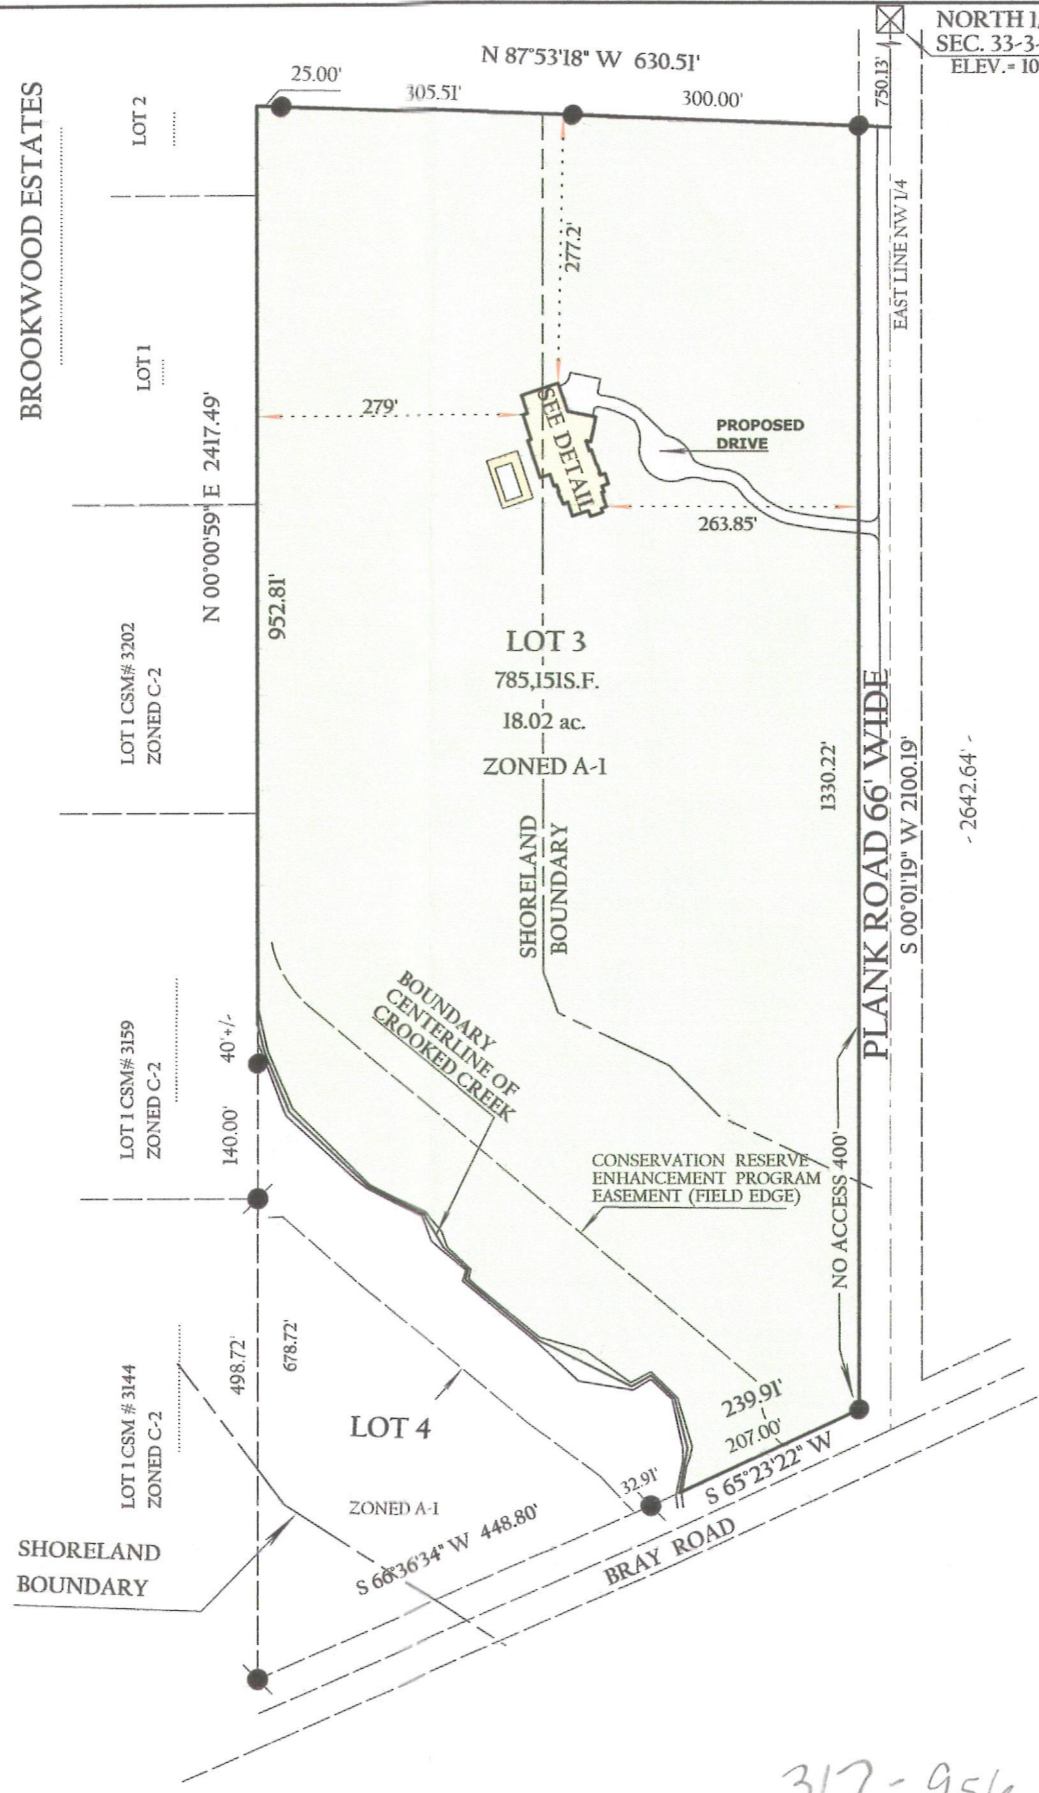 NORTH 1/
SEC. 33-3-
ELEV.= 10
N 87°53'18" W 630.51'
25.00'
305.51'
300.00'
750.13'
BROOKWOOD ESTATES
LOT 2
LOT 1
EAST LINE NW 1/4
277.2'
279'
SEE DETAIL
PROPOSED
DRIVE
263.85'
N 00°00'59" E 2417.49'
952.81'
LOT 3
785,151S.F.
18.02 ac.
ZONED A-1
LOT 1 CSM# 3202
ZONED C-2
SHORELAND
BOUNDARY
1330.22'
PLANK ROAD 66' WIDE
S 00°01'19" W 2100.19'
- 2642.64' -
BOUNDARY
CENTERLINE OF
CROOKED CREEK
LOT 1 CSM# 3159
ZONED C-2
40'+/-
140.00'
CONSERVATION RESERVE
ENHANCEMENT PROGRAM
EASEMENT (FIELD EDGE)
NO ACCESS 400'
LOT 1 CSM # 3144
ZONED C-2
498.72'
678.72'
LOT 4
ZONED A-1
239.91'
207.00'
S 65°23'22" W
32.91'
S 66°36'34" W 448.80'
BRAY ROAD
SHORELAND
BOUNDARY
317-956